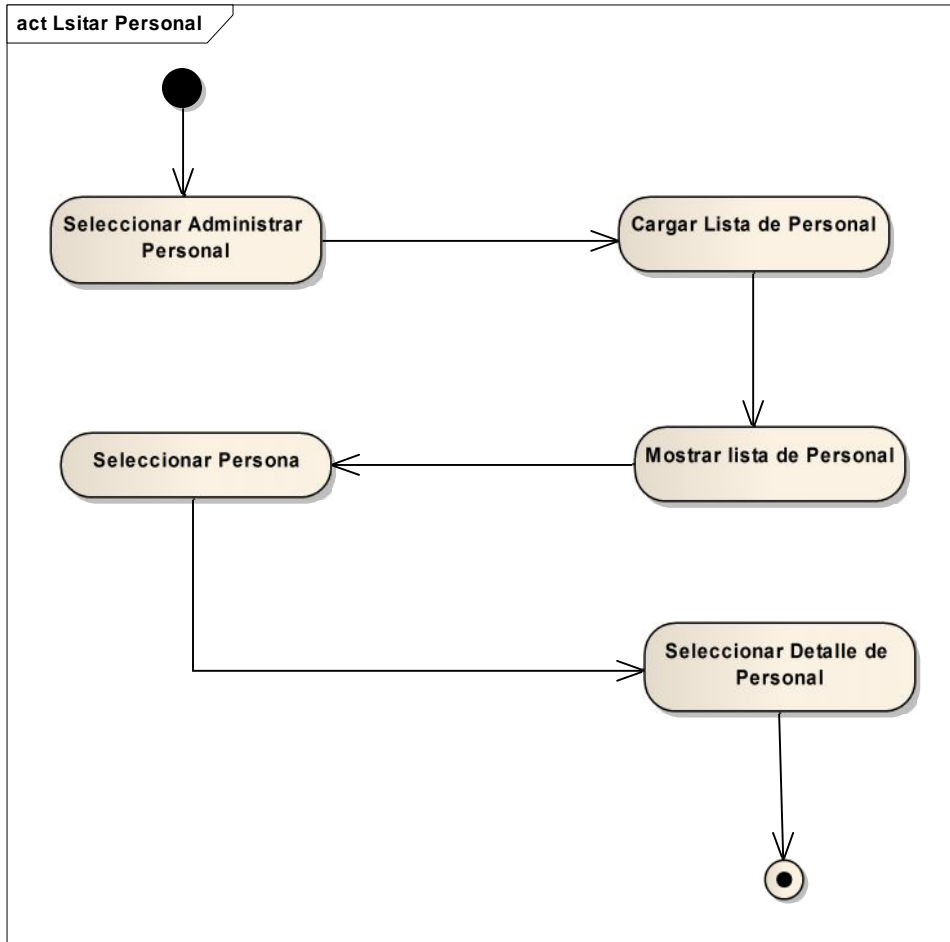 act Lsitar Personal
Seleccionar Administrar
Personal
Cargar Lista de Personal
Seleccionar Persona
Mostrar lista de Personal
Seleccionar Detalle de
Personal